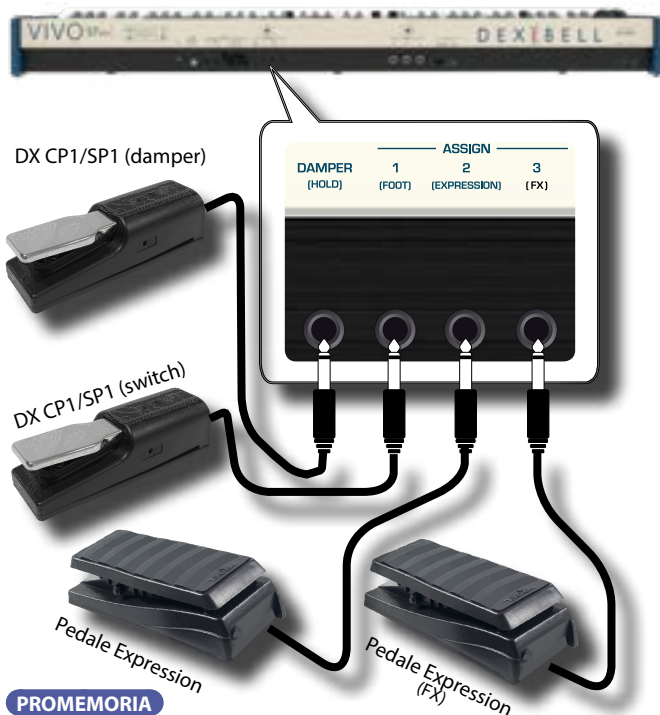 VIVO
DEXIBELL
DX CP1/SP1 (damper)
ASSIGN
DAMPER 1 2 3
(HOLD) (FOOT) (EXPRESSION) (FX)
DX CP1/SP1 (switch)
Pedale Expression
Pedale Expression
(FX)
PROMEMORIA